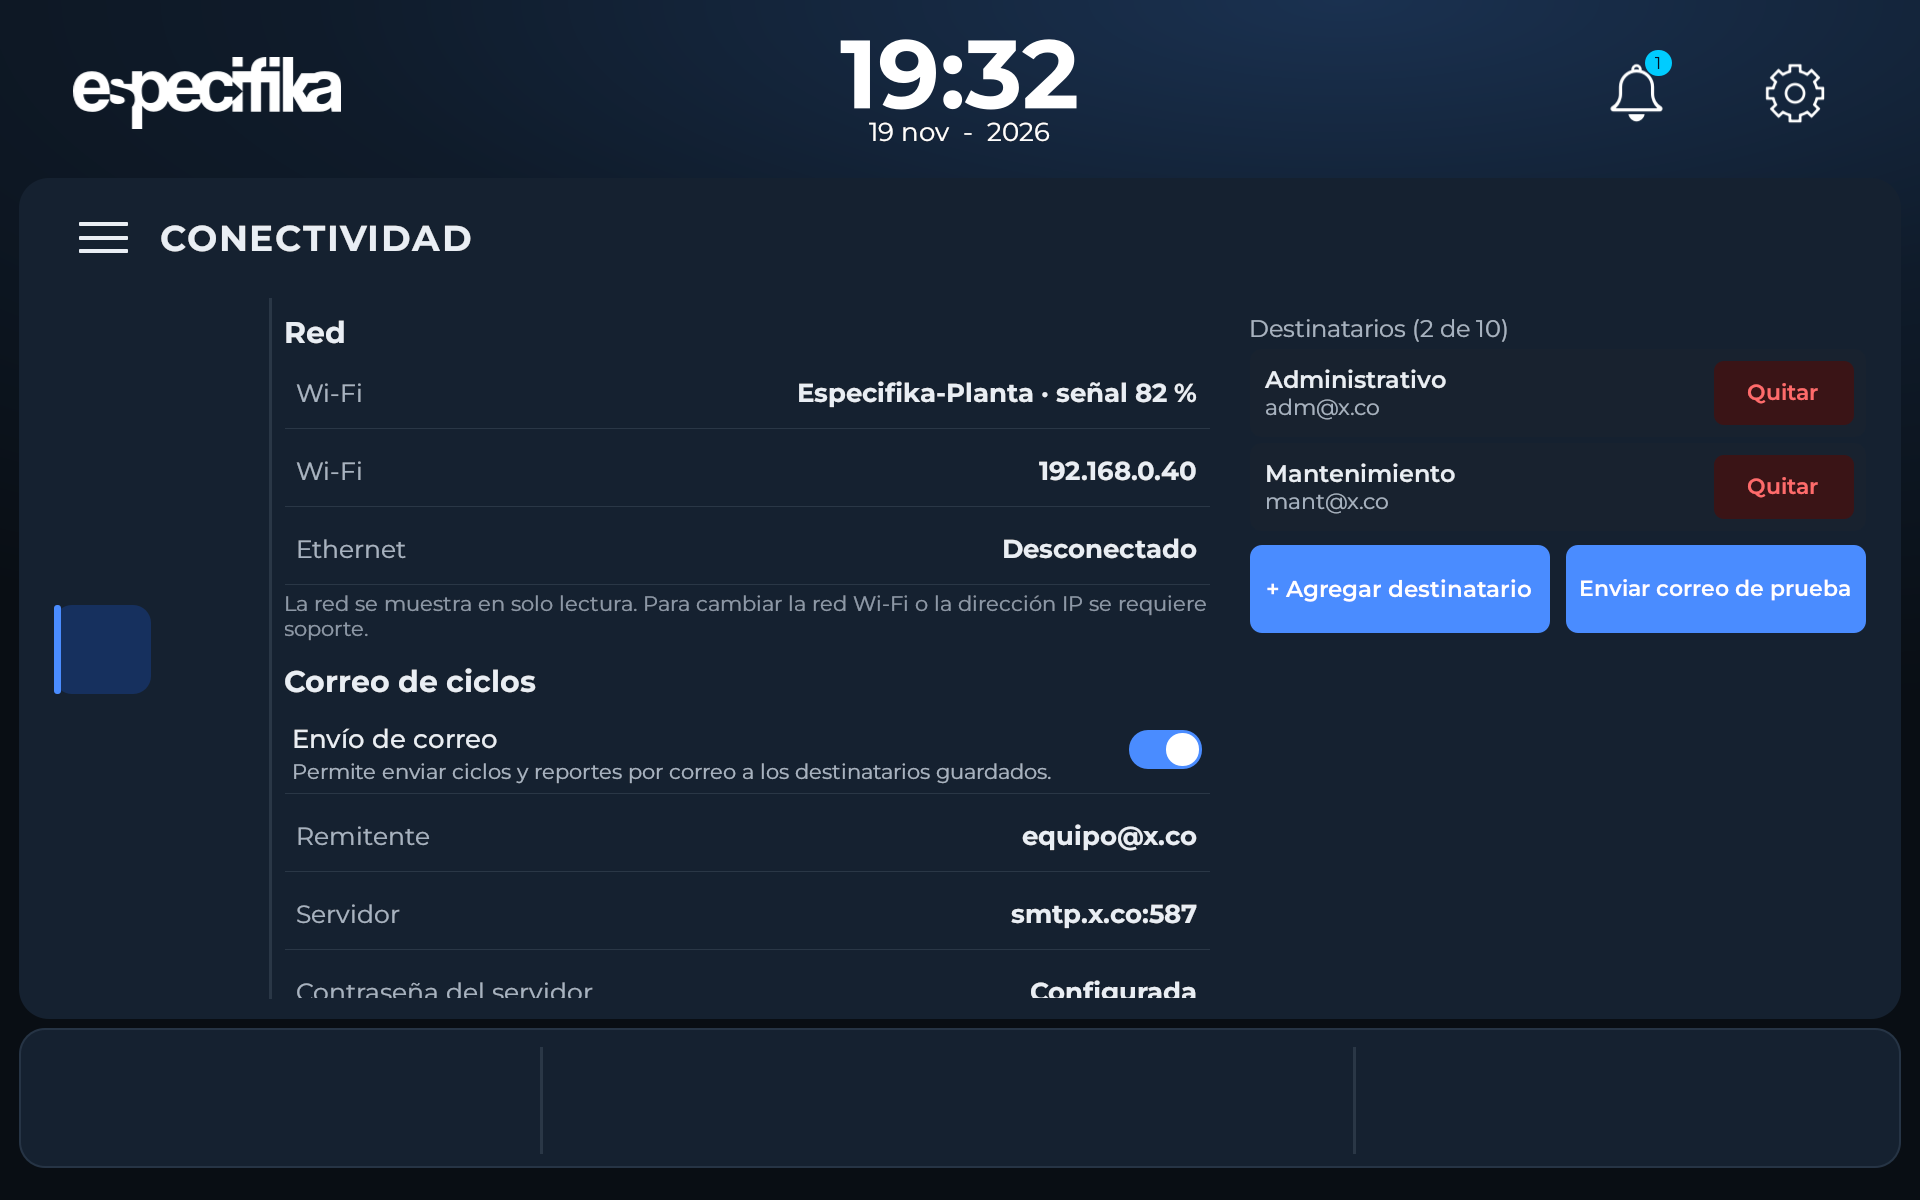 especifika
19:32
19 nov - 2026
1
CONECTIVIDAD
Red
Wi-Fi
Especifika-Planta · señal 82 %
Wi-Fi
192.168.0.40
Ethernet
Desconectado
La red se muestra en solo lectura. Para cambiar la red Wi-Fi o la dirección IP se requiere
soporte.
Correo de ciclos
Envío de correo
Permite enviar ciclos y reportes por correo a los destinatarios guardados.
Remitente
equipo@x.co
Servidor
smtp.x.co:587
Contraseña del servidor
Configurada
Destinatarios (2 de 10)
Administrativo
adm@x.co
Quitar
Mantenimiento
mant@x.co
Quitar
+ Agregar destinatario
Enviar correo de prueba